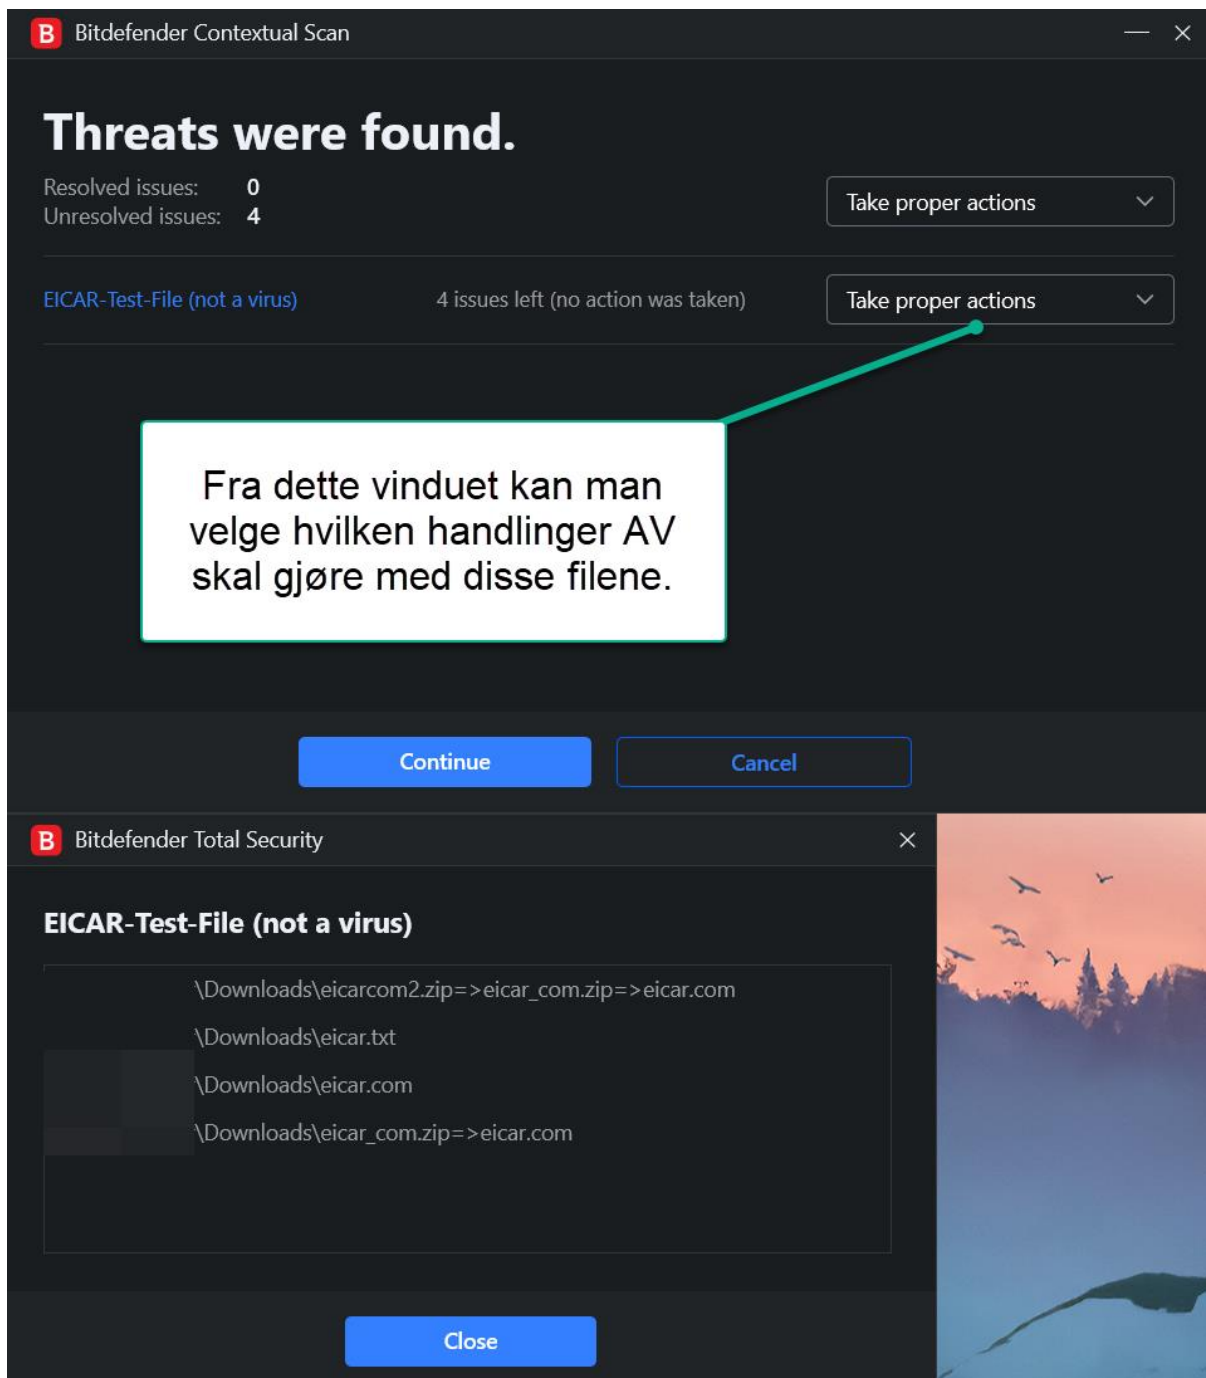 B Bitdefender Contextual Scan
Threats were found.
Resolved issues: 0
Unresolved issues: 4
Take proper actions
EICAR-Test-File (not a virus) 4 issues left (no action was taken) Take proper actions
Fra dette vinduet kan man
velge hvilken handlinger AV
skal gjøre med disse filene.
Continue Cancel
B Bitdefender Total Security
EICAR-Test-File (not a virus)
\Downloads\eicarcom2.zip=>eicar_com.zip=>eicar.com
\Downloads\eicar.txt
\Downloads\eicar.com
\Downloads\eicar_com.zip=>eicar.com
Close